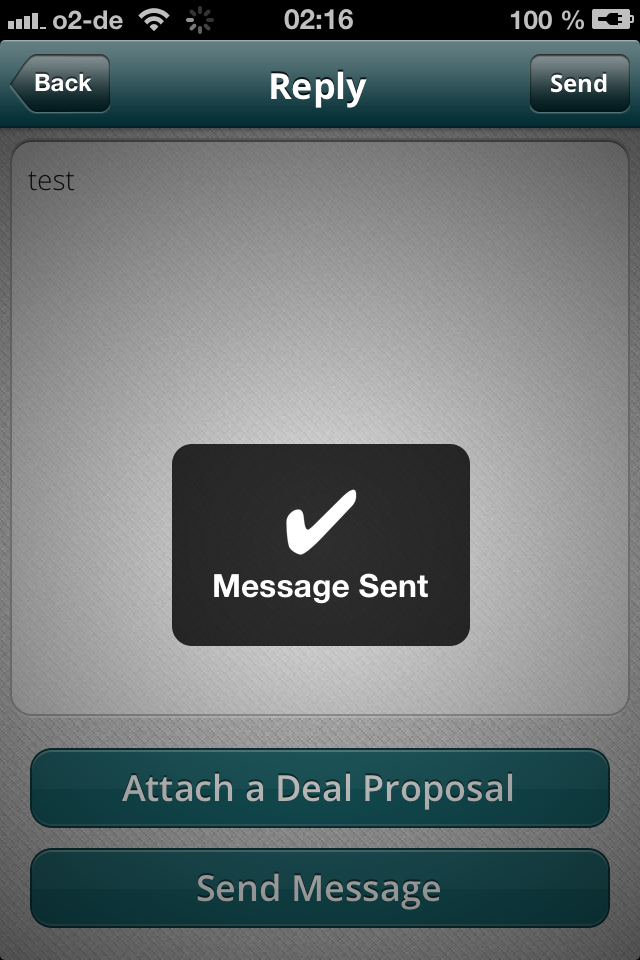 o2-de 02:16 100 %
Back Reply Send
test
Message Sent
Attach a Deal Proposal
Send Message